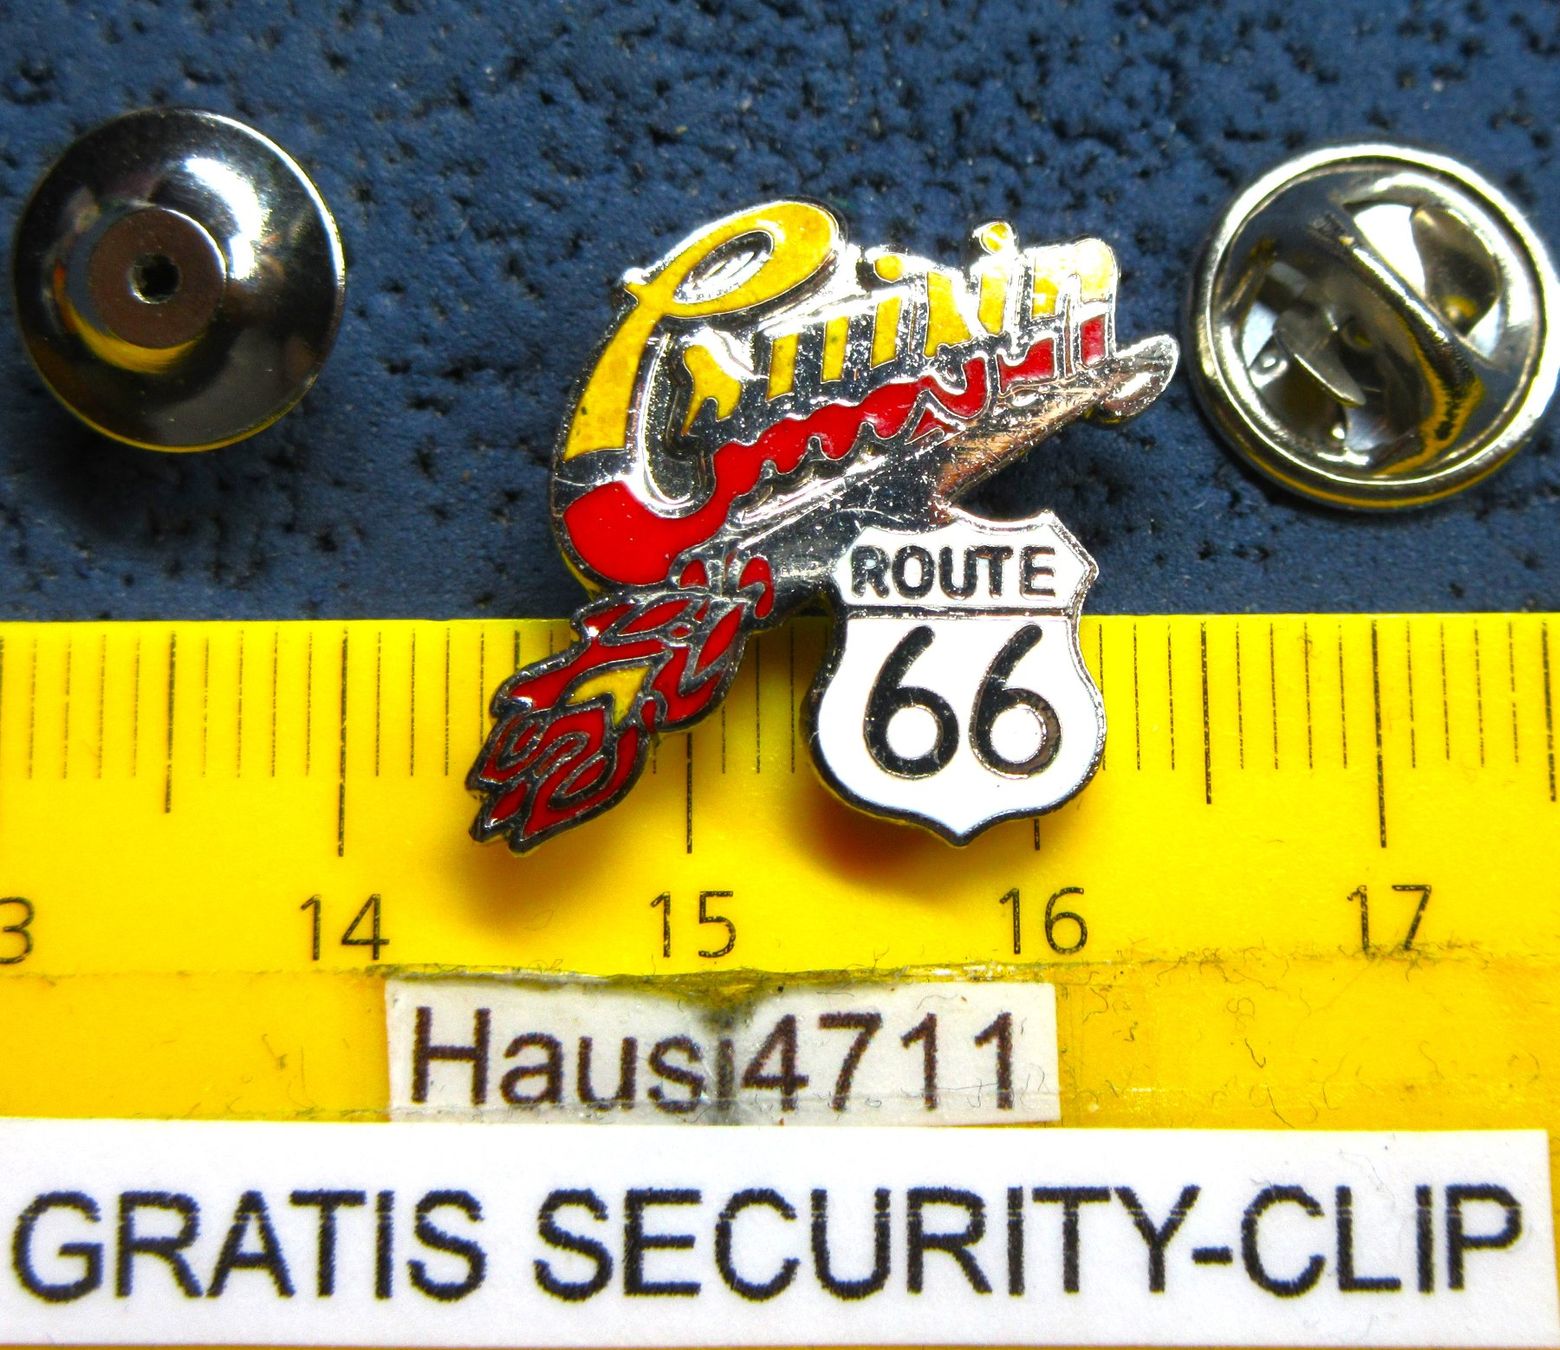 Cruisin
ROUTE
66
3 14 15 16 17
Hausi4711
GRATIS SECURITY-CLIP